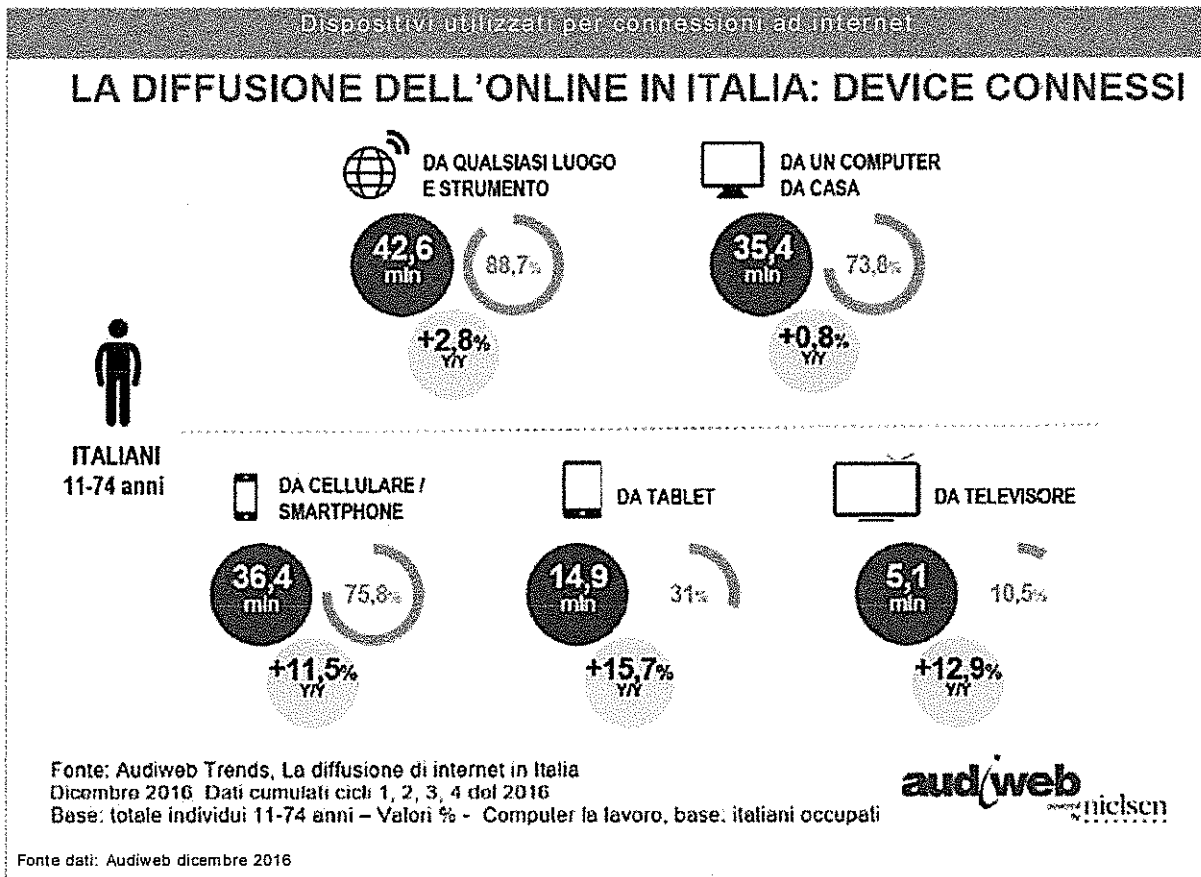 Dispositivi utilizzati per connessioni ad internet
LA DIFFUSIONE DELL'ONLINE IN ITALIA: DEVICE CONNESSI
DA QUALSIASI LUOGO
E STRUMENTO
42,6
mln
88,7%
+2,8%
Y/Y
DA UN COMPUTER
DA CASA
35,4
mln
73,8%
+0,8%
Y/Y
ITALIANI
11-74 anni
DA CELLULARE /
SMARTPHONE
36,4
mln
75,8%
+11,5%
Y/Y
DA TABLET
14,9
mln
31%
+15,7%
Y/Y
DA TELEVISORE
5,1
mln
10,5%
+12,9%
Y/Y
Fonte: Audiweb Trends, La diffusione di internet in Italia
Dicembre 2016 Dati cumulati cicli 1, 2, 3, 4 del 2016
Base: totale individui 11-74 anni – Valori % - Computer la lavoro, base: italiani occupati
audiweb
nielsen
Fonte dati: Audiweb dicembre 2016